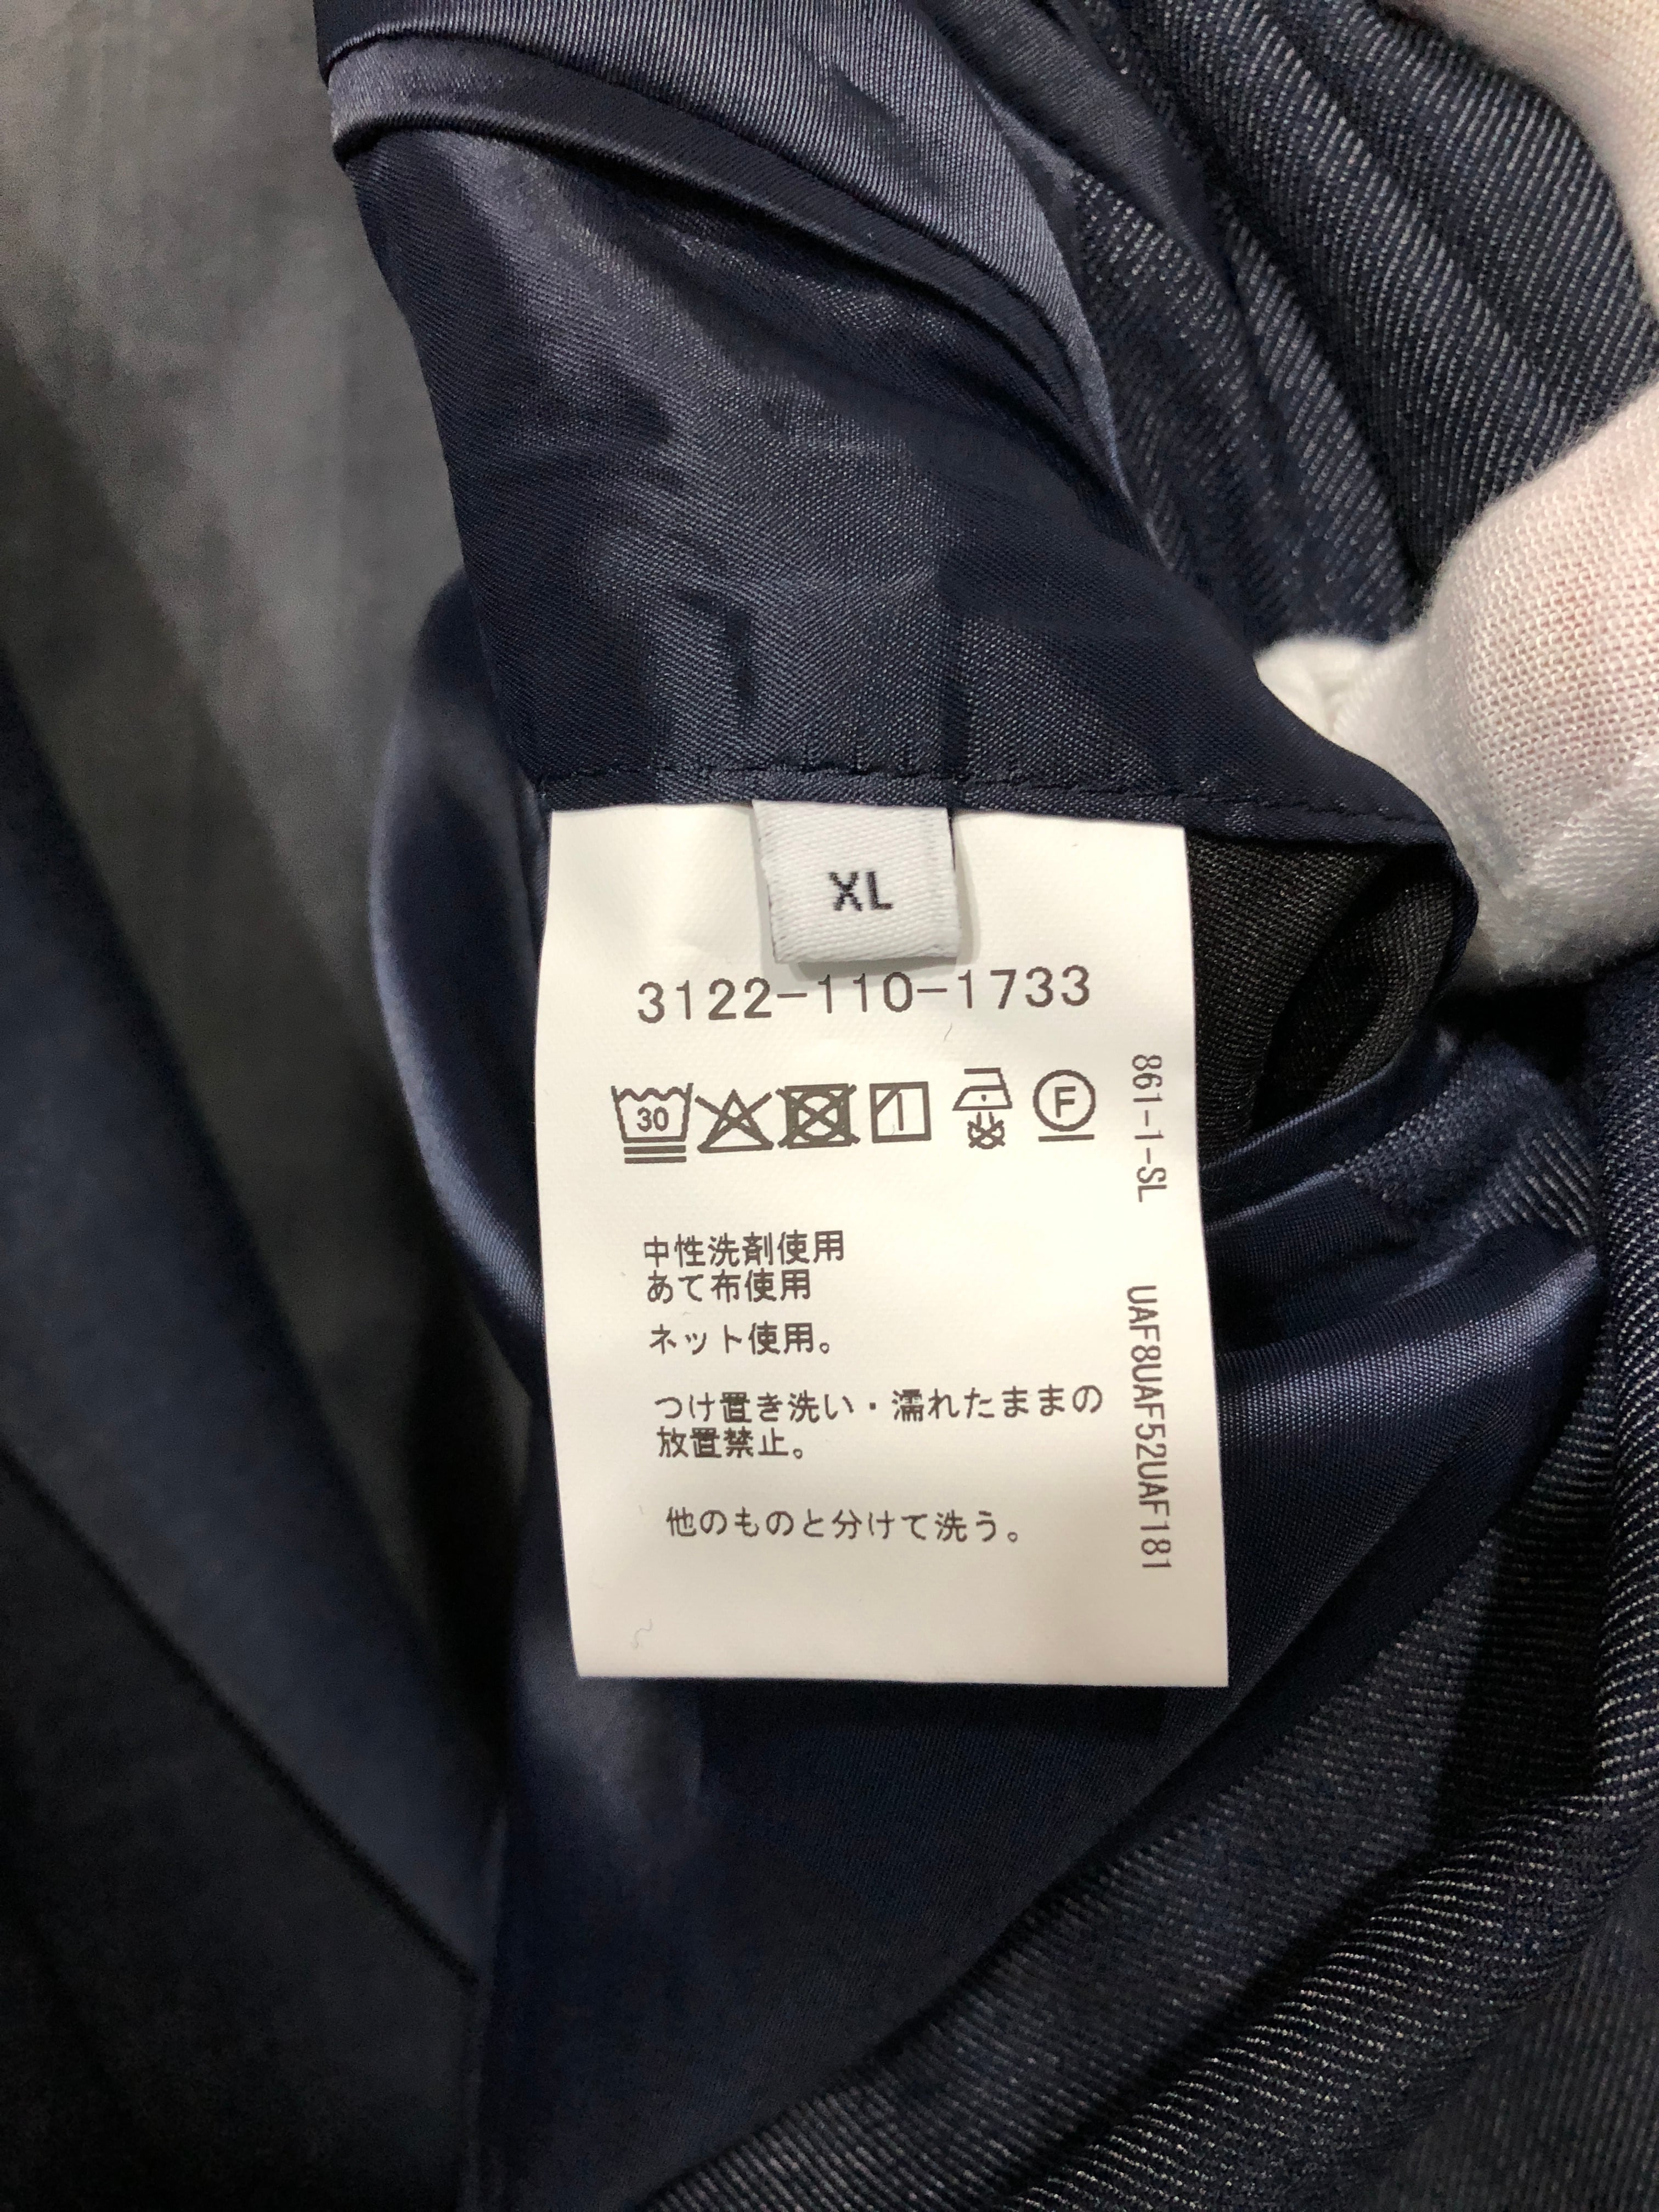 XL
3122-110-1733
30
F
中性洗剤使用
あて布使用
ネット使用。
つけ置き洗い・濡れたままの
放置禁止。
他のものと分けて洗う。
861-1-SL
UAF8UAF52UAF181